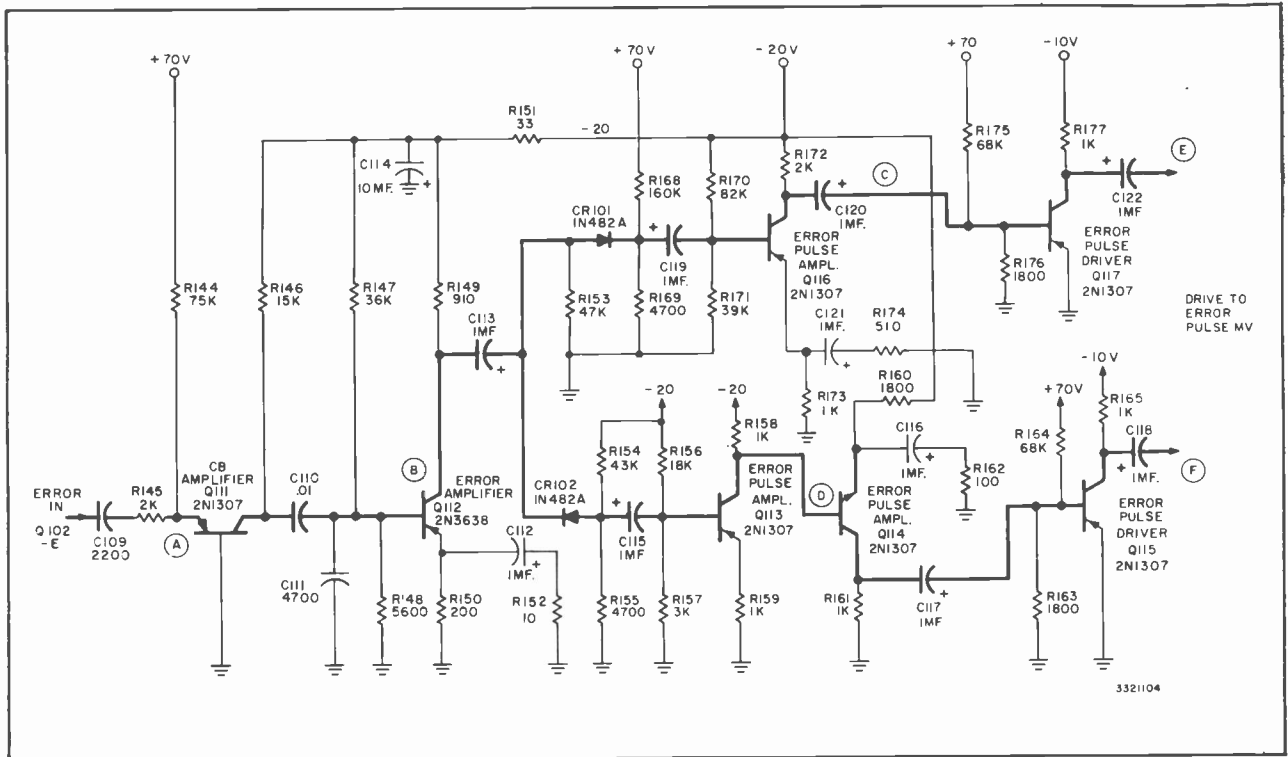 +70V
+70V
-20V
+70
-10V
R151
33
-20
C114
10MF.
+
R168
160K
R170
82K
R172
2K
+
C
C120
1MF.
R175
68K
R177
1K
+
E
C122
1MF
CR101
1N482A
+
C119
1MF.
ERROR
PULSE
AMPL.
Q116
2N1307
R176
1800
ERROR
PULSE
DRIVER
Q117
2N1307
R144
75K
R146
15K
R147
36K
R149
910
C113
1MF
+
R153
47K
R169
4700
R171
39K
C121
1MF.
+
R174
510
DRIVE TO
ERROR
PULSE MV
R160
1800
R173
1K
-20
-20
R158
1K
-10V
+70V
R165
1K
R154
43K
R156
18K
C116
+
1MF.
R162
100
R164
68K
C118
+
1MF.
F
CB
AMPLIFIER
Q111
2N1307
C110
.01
B
ERROR
AMPLIFIER
Q112
2N3638
CR102
1N482A
+
C115
1MF
ERROR
PULSE
AMPL.
Q113
2N1307
D
ERROR
PULSE
AMPL.
Q114
2N1307
ERROR
PULSE
DRIVER
Q115
2N1307
ERROR
IN
Q102
-E
C109
2200
R145
2K
A
C111
4700
R148
5600
R150
200
C112
+
1MF.
R152
10
R155
4700
R157
3K
R159
1K
R161
1K
C117
1MF
+
R163
1800
3321104